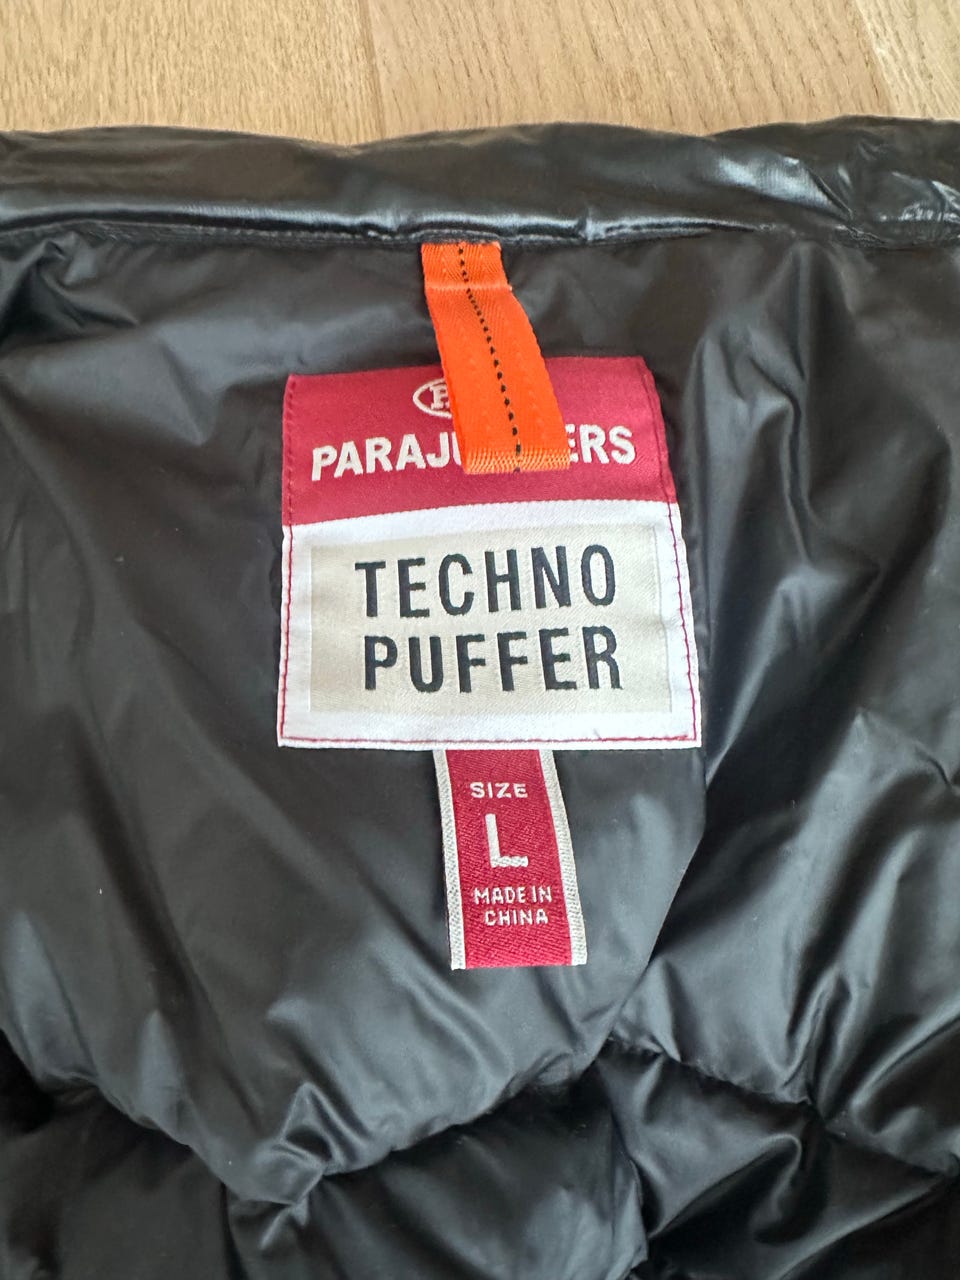 TECHNO
PUFFER
SIZE
L
MADE IN
CHINA